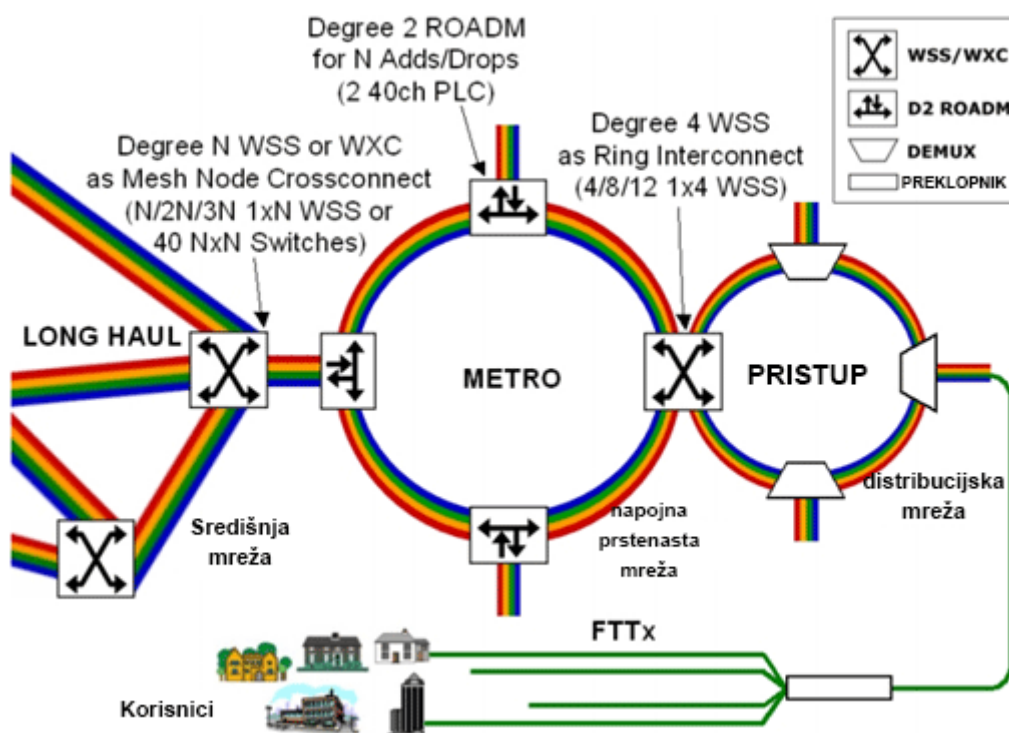 Degree 2 ROADM
for N Adds/Drops
(2 40ch PLC)
Degree N WSS or WXC
as Mesh Node Crossconnect
(N/2N/3N 1xN WSS or
40 NxN Switches)
Degree 4 WSS
as Ring Interconnect
(4/8/12 1x4 WSS)
WSS/WXC
D2 ROADM
DEMUX
PREKLOPNIK
LONG HAUL
METRO
PRISTUP
Središnja
mreža
napojna
prstenasta
mreža
distribucijska
mreža
FTTx
Korisnici